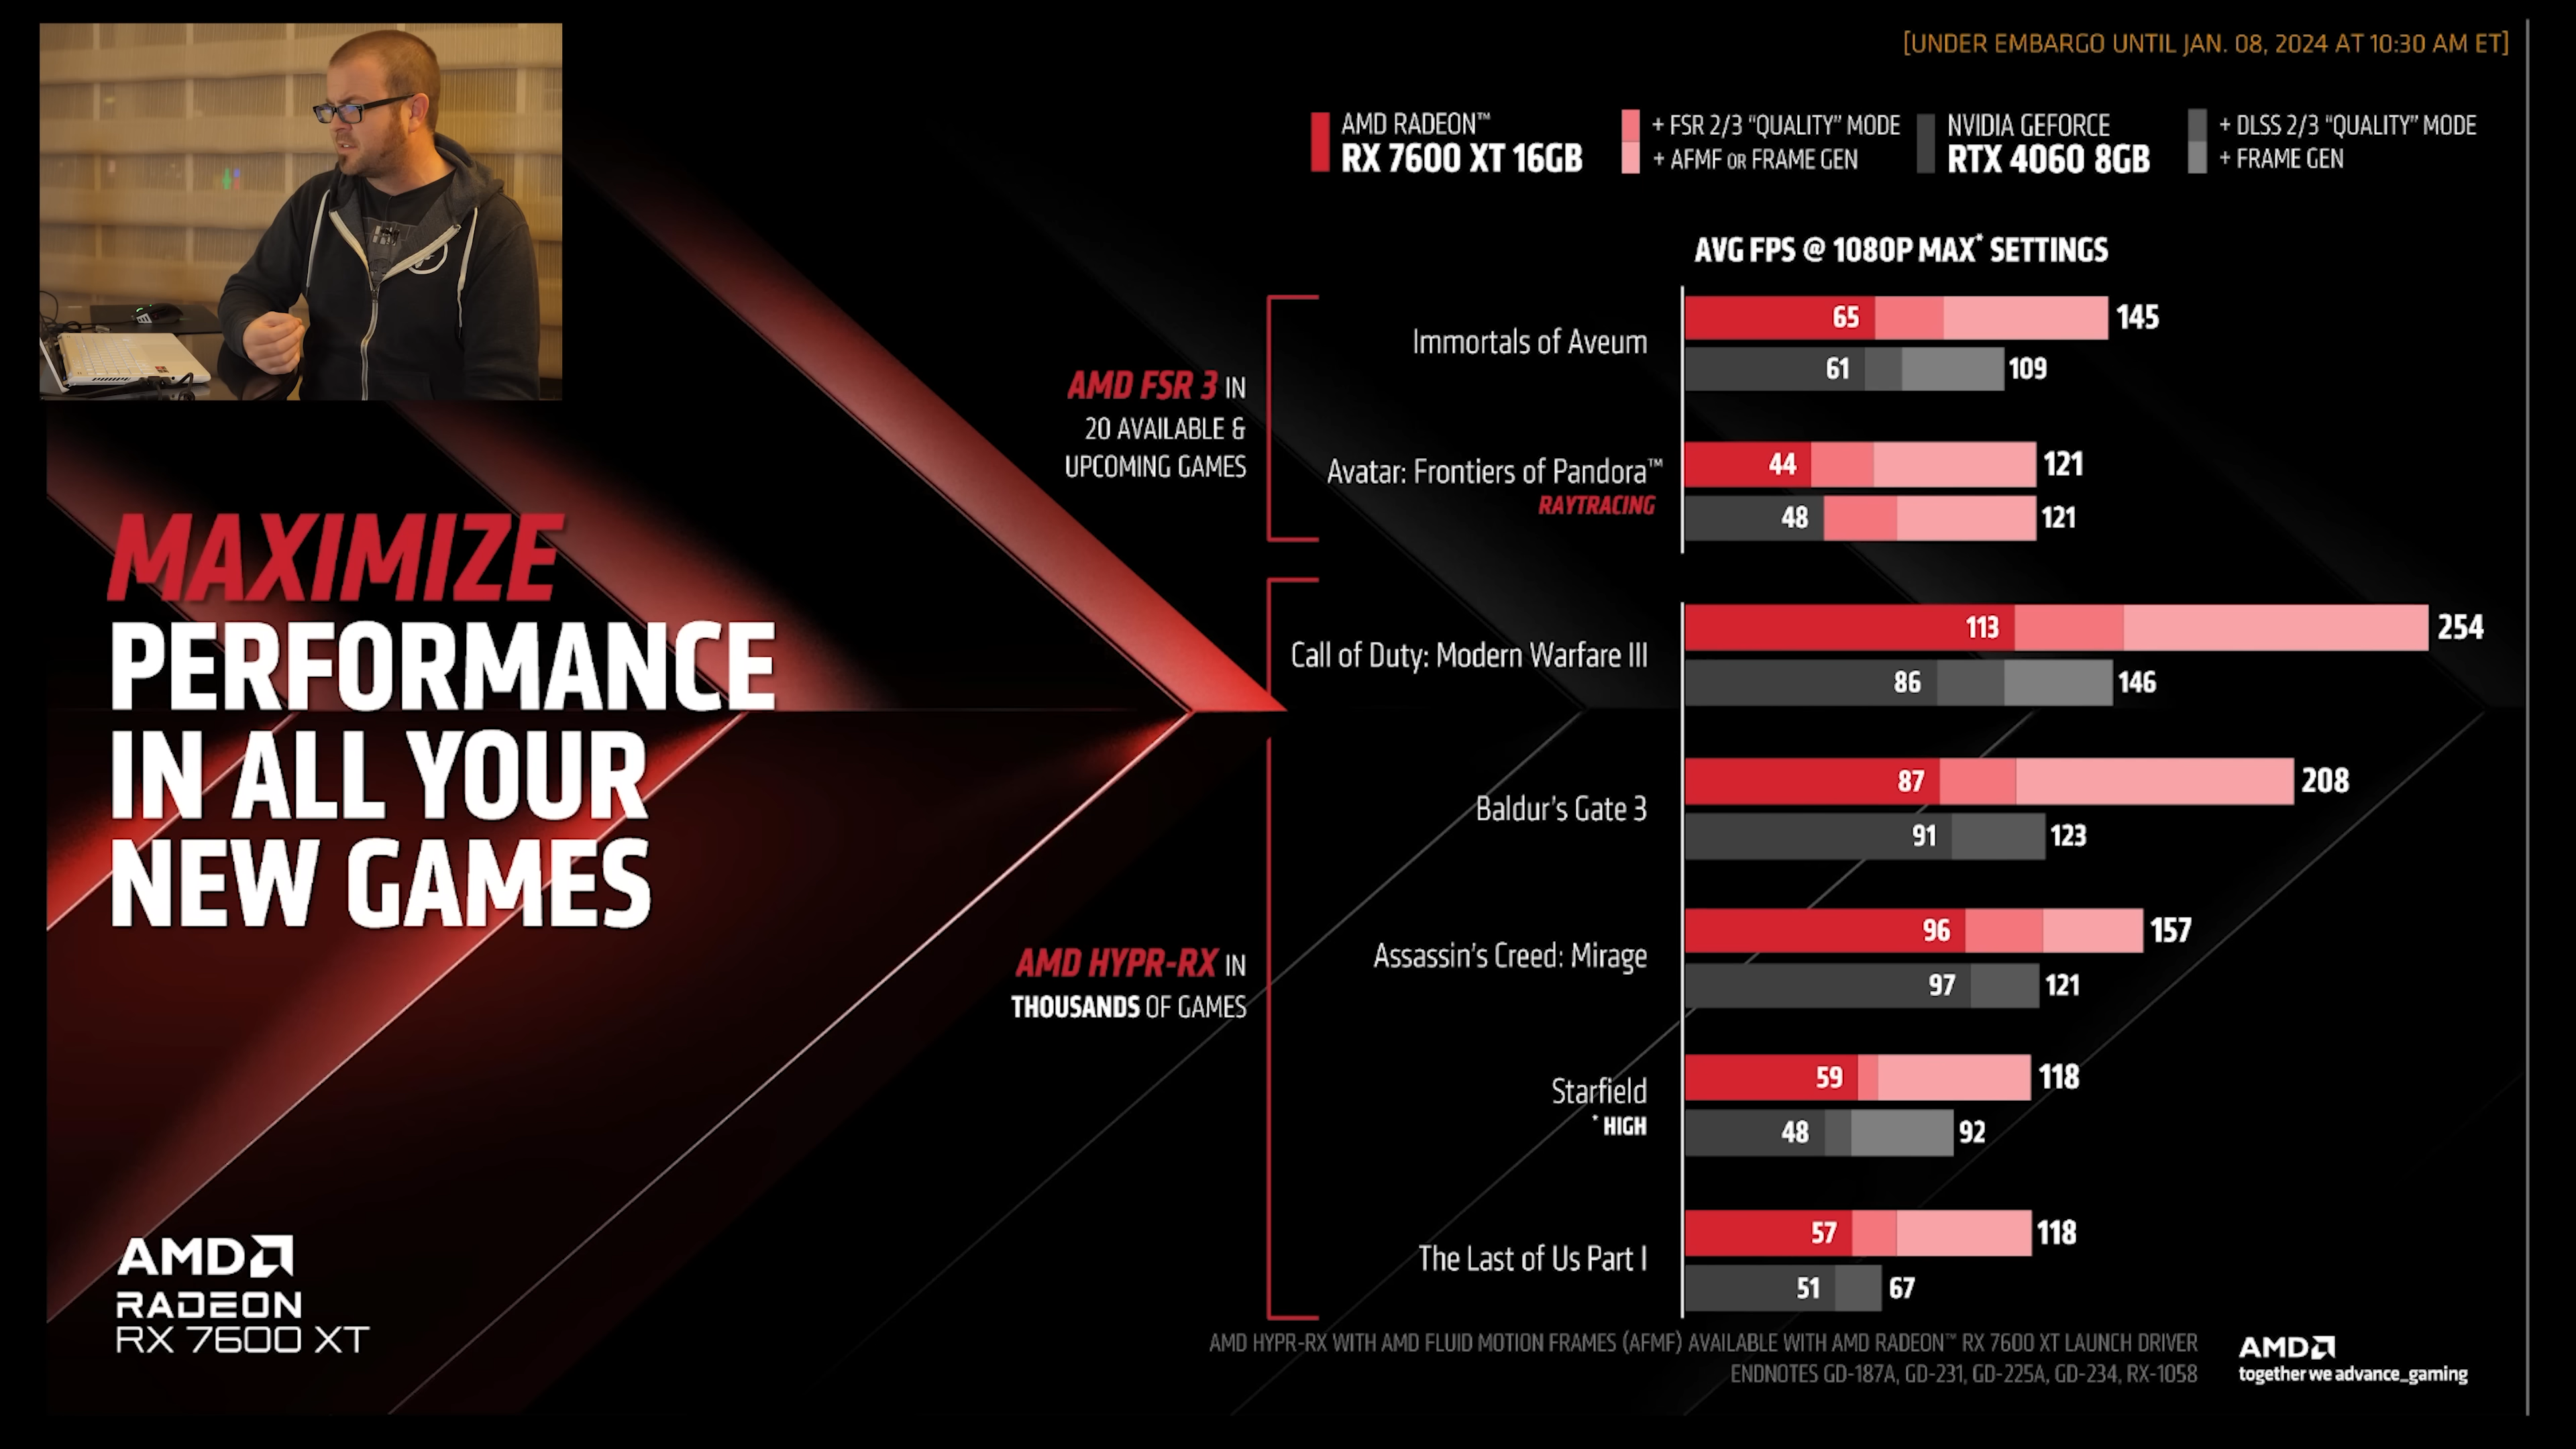 [UNDER EMBARGO UNTIL JAN. 08, 2024 AT 10:30 AM ET]
AMD RADEON™
RX 7600 XT 16GB
+ FSR 2/3 “QUALITY” MODE
+ AFMF OR FRAME GEN
NVIDIA GEFORCE
RTX 4060 8GB
+ DLSS 2/3 “QUALITY” MODE
+ FRAME GEN
MAXIMIZE
PERFORMANCE
IN ALL YOUR
NEW GAMES
AMD
RADEON
RX 7600 XT
AVG FPS @ 1080P MAX* SETTINGS
AMD FSR 3 IN
20 AVAILABLE &
UPCOMING GAMES
Immortals of Aveum
65
145
61
109
Avatar: Frontiers of Pandora™
RAYTRACING
44
121
48
121
AMD HYPR-RX IN
THOUSANDS OF GAMES
Call of Duty: Modern Warfare III
113
254
86
146
Baldur’s Gate 3
87
208
91
123
Assassin’s Creed: Mirage
96
157
97
121
Starfield
* HIGH
59
118
48
92
The Last of Us Part I
57
118
51
67
AMD HYPR-RX WITH AMD FLUID MOTION FRAMES (AFMF) AVAILABLE WITH AMD RADEON™ RX 7600 XT LAUNCH DRIVER
ENDNOTES GD-187A, GD-231, GD-225A, GD-234, RX-1058
AMD
together we advance_gaming